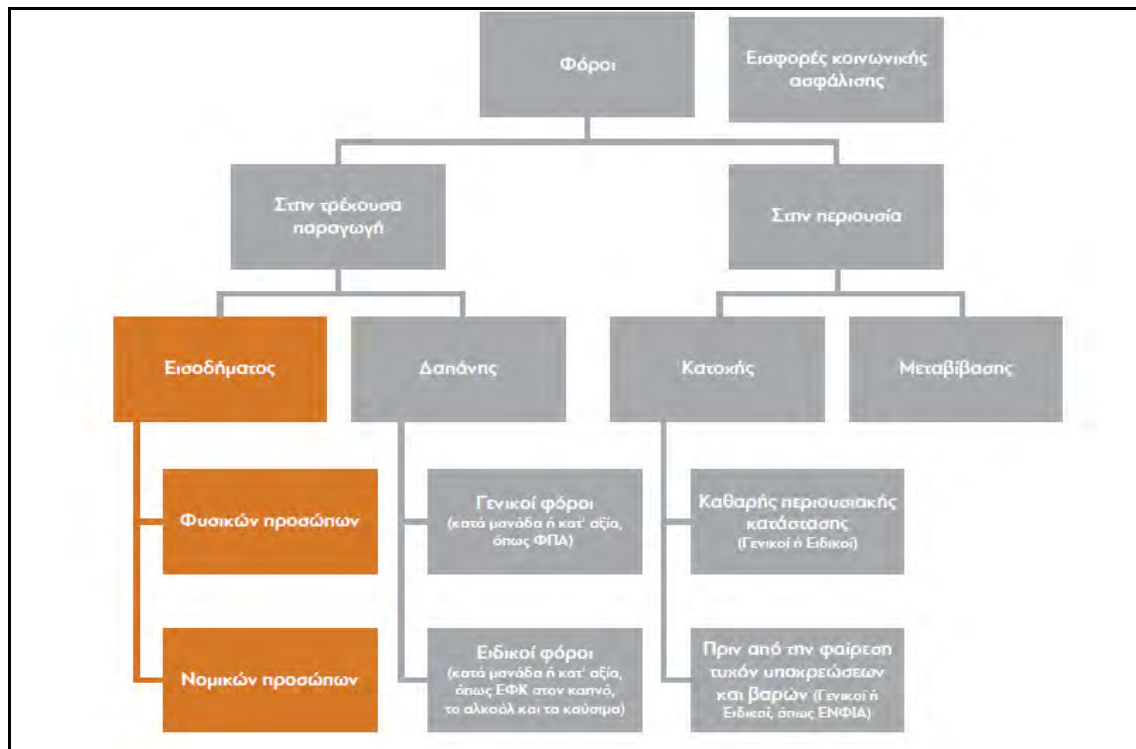 Φόροι
Εισφορές κοινωνικής
ασφάλισης
Στην τρέχουσα
παραγωγή
Στην περιουσία
Εισοδήματος
Δαπάνης
Κατοχής
Μεταβίβασης
Φυσικών προσώπων
Γενικοί φόροι
(κατά μονάδα ή κατ' αξία,
όπως ΦΠΑ)
Καθαρής περιουσιακής
κατάστασης
(Γενικοί ή Ειδικοί)
Νομικών προσώπων
Ειδικοί φόροι
(κατά μονάδα ή κατ' αξία,
όπως ΕΦΚ στον καπνό,
το αλκοόλ και τα καύσιμα)
Πριν από την φαίρεση
τυχόν υποχρεώσεων
και βαρών (Γενικοί ή
Ειδικοί, όπως ΕΝΦΙΑ)